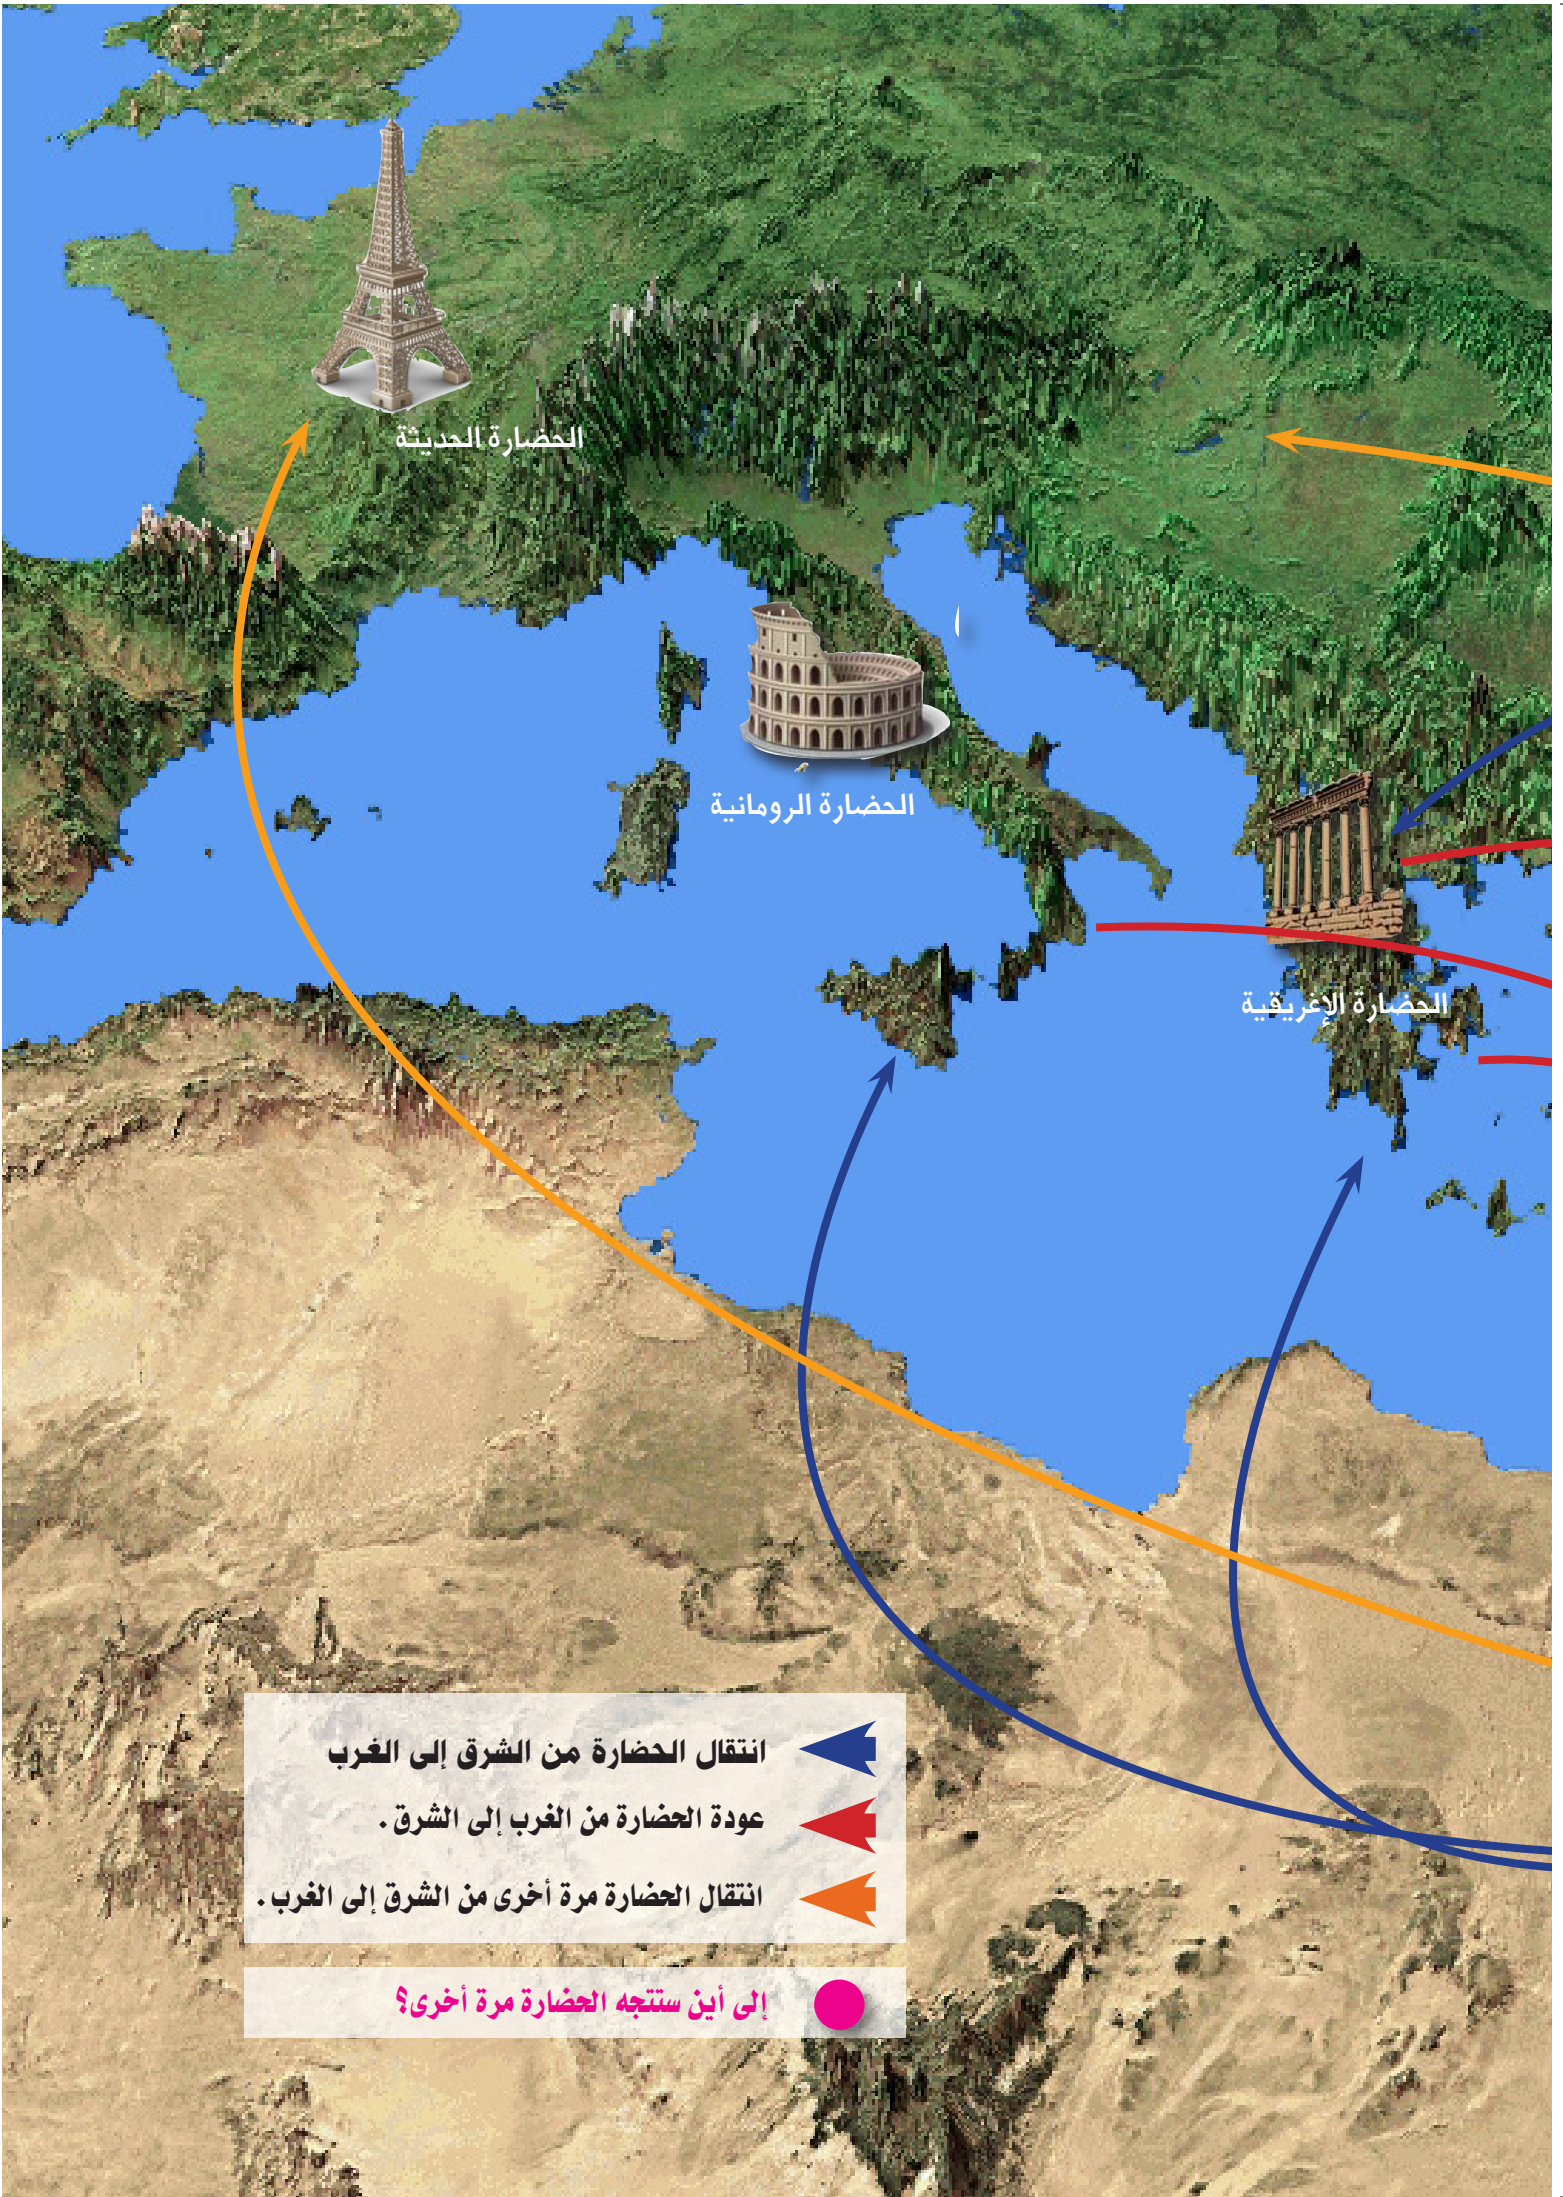 الحضارة الحديثة
الحضارة الرومانية
الحضارة الإغريقية
انتقال الحضارة من الشرق إلى الغرب
عودة الحضارة من الغرب إلى الشرق .
انتقال الحضارة مرة أخرى من الشرق إلى الغرب .
إلى أين ستتجه الحضارة مرة أخرى؟